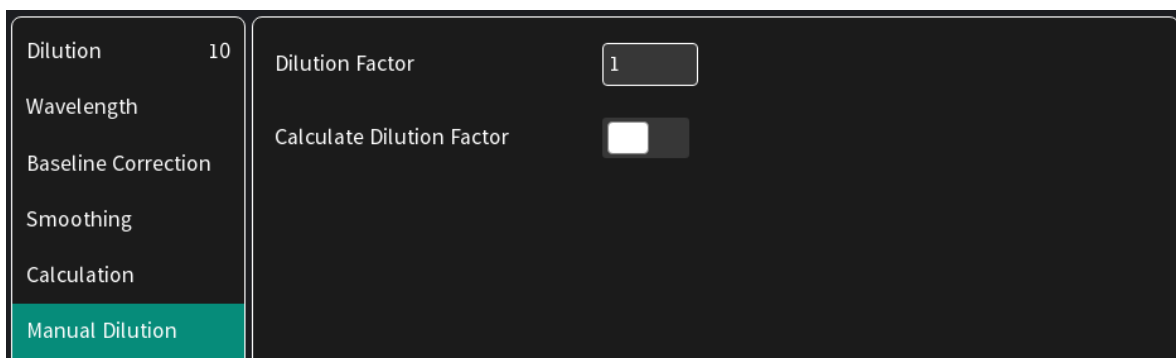 Dilution 10
Wavelength
Baseline Correction
Smoothing
Calculation
Manual Dilution
Dilution Factor 1
Calculate Dilution Factor